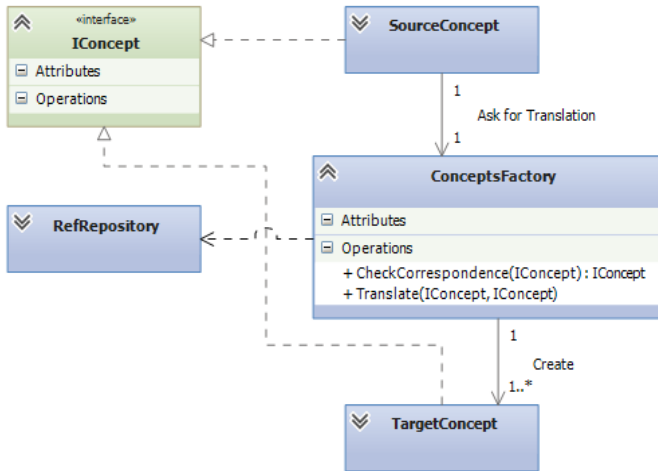 «interface»
IConcept
Attributes
Operations
SourceConcept
1
Ask for Translation
1
ConceptsFactory
Attributes
Operations
+ CheckCorrespondence(IConcept) : IConcept
+ Translate(IConcept, IConcept)
RefRepository
1
Create
1..*
TargetConcept